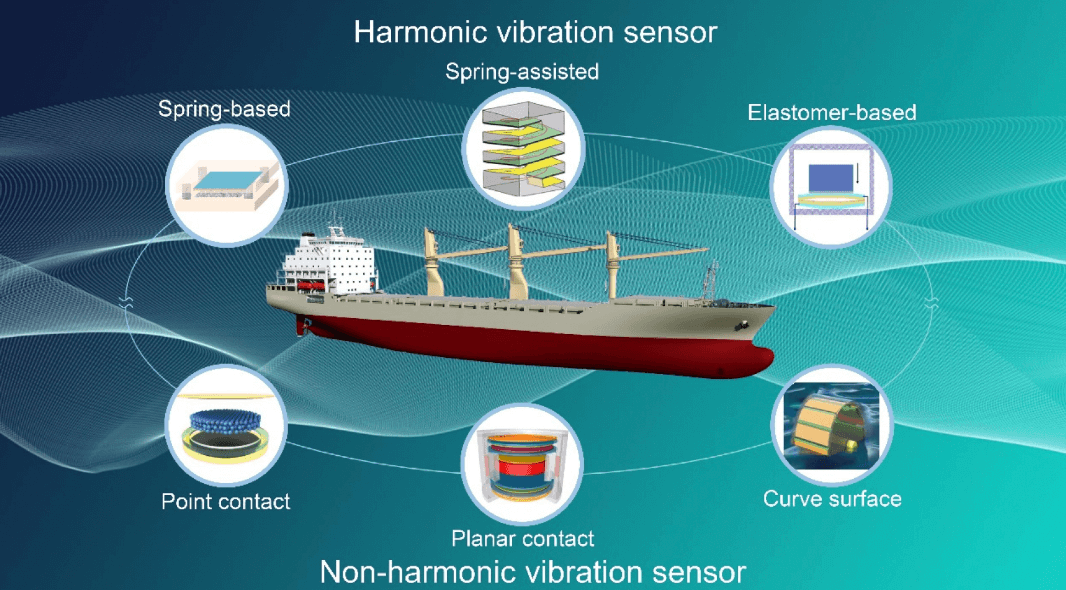 Harmonic vibration sensor
Spring-assisted
Spring-based
Elastomer-based
Point contact
Curve surface
Planar contact
Non-harmonic vibration sensor